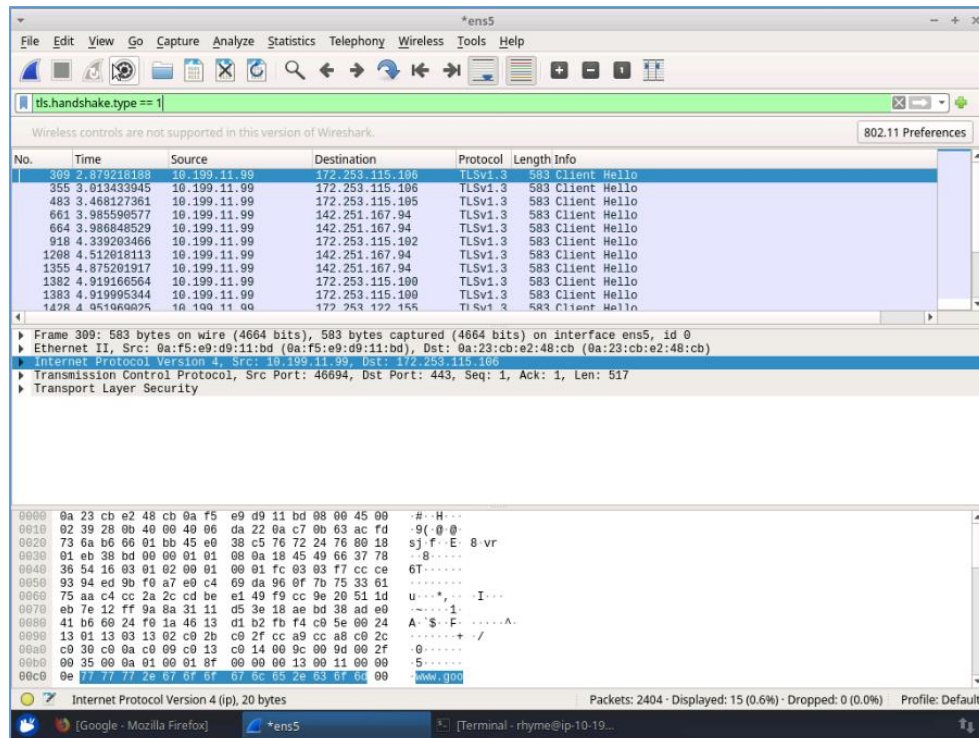 *ens5
File Edit View Go Capture Analyze Statistics Telephony Wireless Tools Help
tls.handshake.type == 1
Wireless controls are not supported in this version of Wireshark. 802.11 Preferences
No. Time Source Destination Protocol Length Info
309 2.879218188 10.199.11.99 172.253.115.106 TLSv1.3 583 Client Hello
355 3.013433945 10.199.11.99 172.253.115.106 TLSv1.3 583 Client Hello
483 3.468127361 10.199.11.99 172.253.115.105 TLSv1.3 583 Client Hello
661 3.985590577 10.199.11.99 142.251.167.94 TLSv1.3 583 Client Hello
664 3.986848529 10.199.11.99 142.251.167.94 TLSv1.3 583 Client Hello
918 4.339203466 10.199.11.99 172.253.115.102 TLSv1.3 583 Client Hello
1208 4.512018113 10.199.11.99 142.251.167.94 TLSv1.3 583 Client Hello
1355 4.875201917 10.199.11.99 142.251.167.94 TLSv1.3 583 Client Hello
1382 4.919166564 10.199.11.99 172.253.115.100 TLSv1.3 583 Client Hello
1383 4.919995344 10.199.11.99 172.253.115.100 TLSv1.3 583 Client Hello
1428 4.951969025 10.199.11.99 172.253.122.155 TLSv1.3 583 Client Hello
Frame 309: 583 bytes on wire (4664 bits), 583 bytes captured (4664 bits) on interface ens5, id 0
Ethernet II, Src: 0a:f5:e9:d9:11:bd (0a:f5:e9:d9:11:bd), Dst: 0a:23:cb:e2:48:cb (0a:23:cb:e2:48:cb)
Internet Protocol Version 4, Src: 10.199.11.99, Dst: 172.253.115.106
Transmission Control Protocol, Src Port: 46694, Dst Port: 443, Seq: 1, Ack: 1, Len: 517
Transport Layer Security
0000 0a 23 cb e2 48 cb 0a f5 e9 d9 11 bd 08 00 45 00 ·#··H···
0010 02 39 28 0b 40 00 40 06 da 22 0a c7 0b 63 ac fd ·9(·@·@·
0020 73 6a b6 66 01 bb 45 e0 38 c5 76 72 24 76 80 18 sj·f··E· 8·vr
0030 01 eb 38 bd 00 00 01 01 08 0a 18 45 49 66 37 78 ··8·····
0040 36 54 16 03 01 02 00 01 00 01 fc 03 03 f7 cc ce 6T······
0050 93 94 ed 9b f0 a7 e0 c4 69 da 96 0f 7b 75 33 61 ········
0060 75 aa c4 cc 2a 2c cd be e1 49 f9 cc 9e 20 51 1d u···*,·· ·I···
0070 eb 7e 12 ff 9a 8a 31 11 d5 3e 18 ae bd 38 ad e0 ·~····1·
0080 41 b6 60 24 f0 1a 46 13 d1 b2 fb f4 c0 5e 00 24 A·`$··F· ·····^·
0090 13 01 13 03 13 02 c0 2b c0 2f cc a9 cc a8 c0 2c ·······+ ·/
00a0 c0 30 c0 0a c0 09 c0 13 c0 14 00 9c 00 9d 00 2f ·0······
00b0 00 35 00 0a 01 00 01 8f 00 00 00 13 00 11 00 00 ·5······
00c0 0e 77 77 77 2e 67 6f 6f 67 6c 65 2e 63 6f 6d 00 ·www.goo
Internet Protocol Version 4 (ip), 20 bytes Packets: 2404 · Displayed: 15 (0.6%) · Dropped: 0 (0.0%) Profile: Default
[Google - Mozilla Firefox] *ens5 [Terminal - rhyme@ip-10-19...